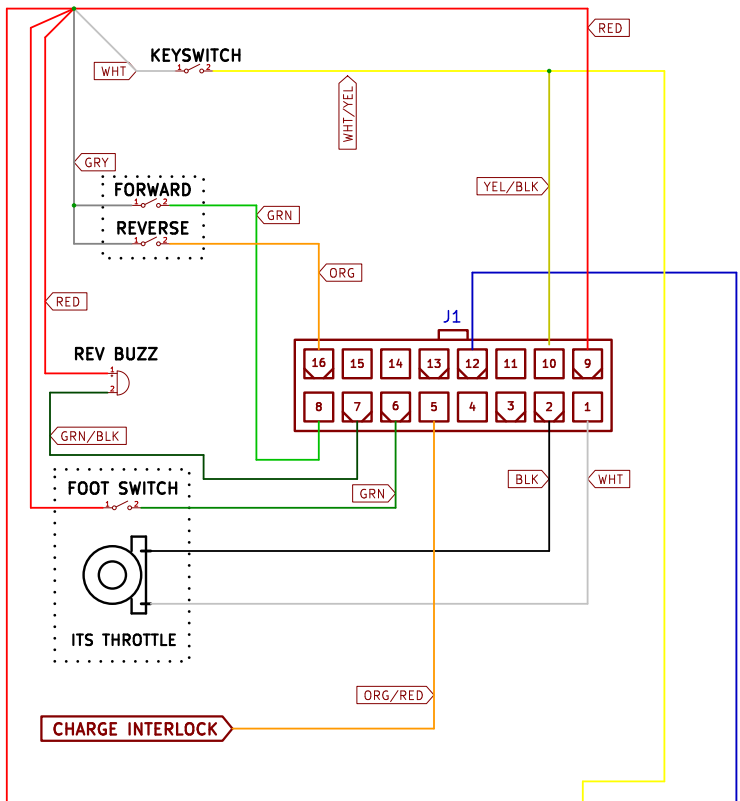 RED
KEYSWITCH
WHT
1 2
WHT/YEL
GRY
YEL/BLK
FORWARD
1 2
GRN
REVERSE
1 2
ORG
RED
J1
REV BUZZ
16 15 14 13 12 11 10 9
1
+
2
8 7 6 5 4 3 2 1
GRN/BLK
FOOT SWITCH
1 2
GRN
BLK
WHT
ITS THROTTLE
ORG/RED
CHARGE INTERLOCK